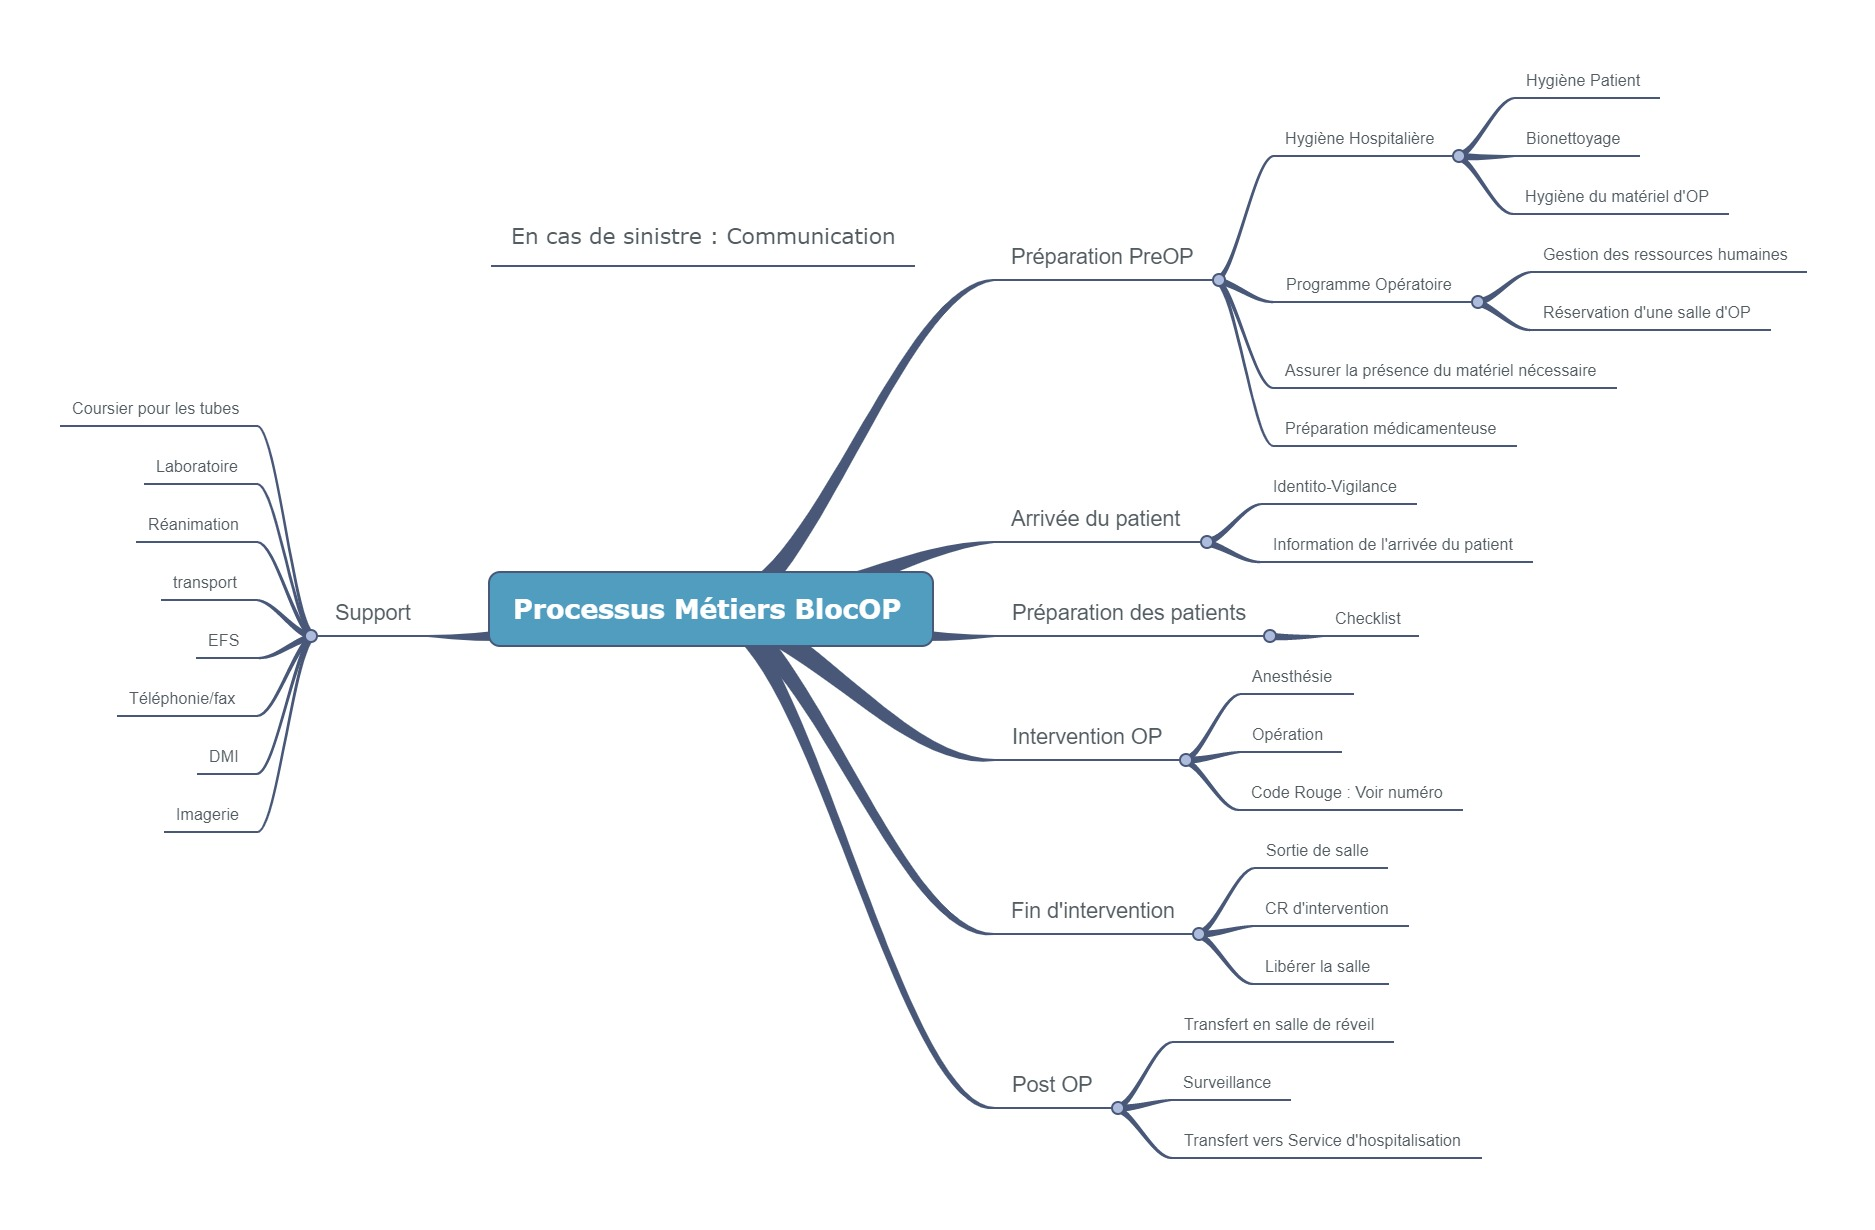 Processus Métiers BlocOP
En cas de sinistre : Communication
Préparation PreOP
Hygiène Hospitalière
Hygiène Patient
Bionettoyage
Hygiène du matériel d'OP
Programme Opératoire
Gestion des ressources humaines
Réservation d'une salle d'OP
Assurer la présence du matériel nécessaire
Préparation médicamenteuse
Arrivée du patient
Identito-Vigilance
Information de l'arrivée du patient
Préparation des patients
Checklist
Intervention OP
Anesthésie
Opération
Code Rouge : Voir numéro
Fin d'intervention
Sortie de salle
CR d'intervention
Libérer la salle
Post OP
Transfert en salle de réveil
Surveillance
Transfert vers Service d'hospitalisation
Support
Coursier pour les tubes
Laboratoire
Réanimation
transport
EFS
Téléphonie/fax
DMI
Imagerie